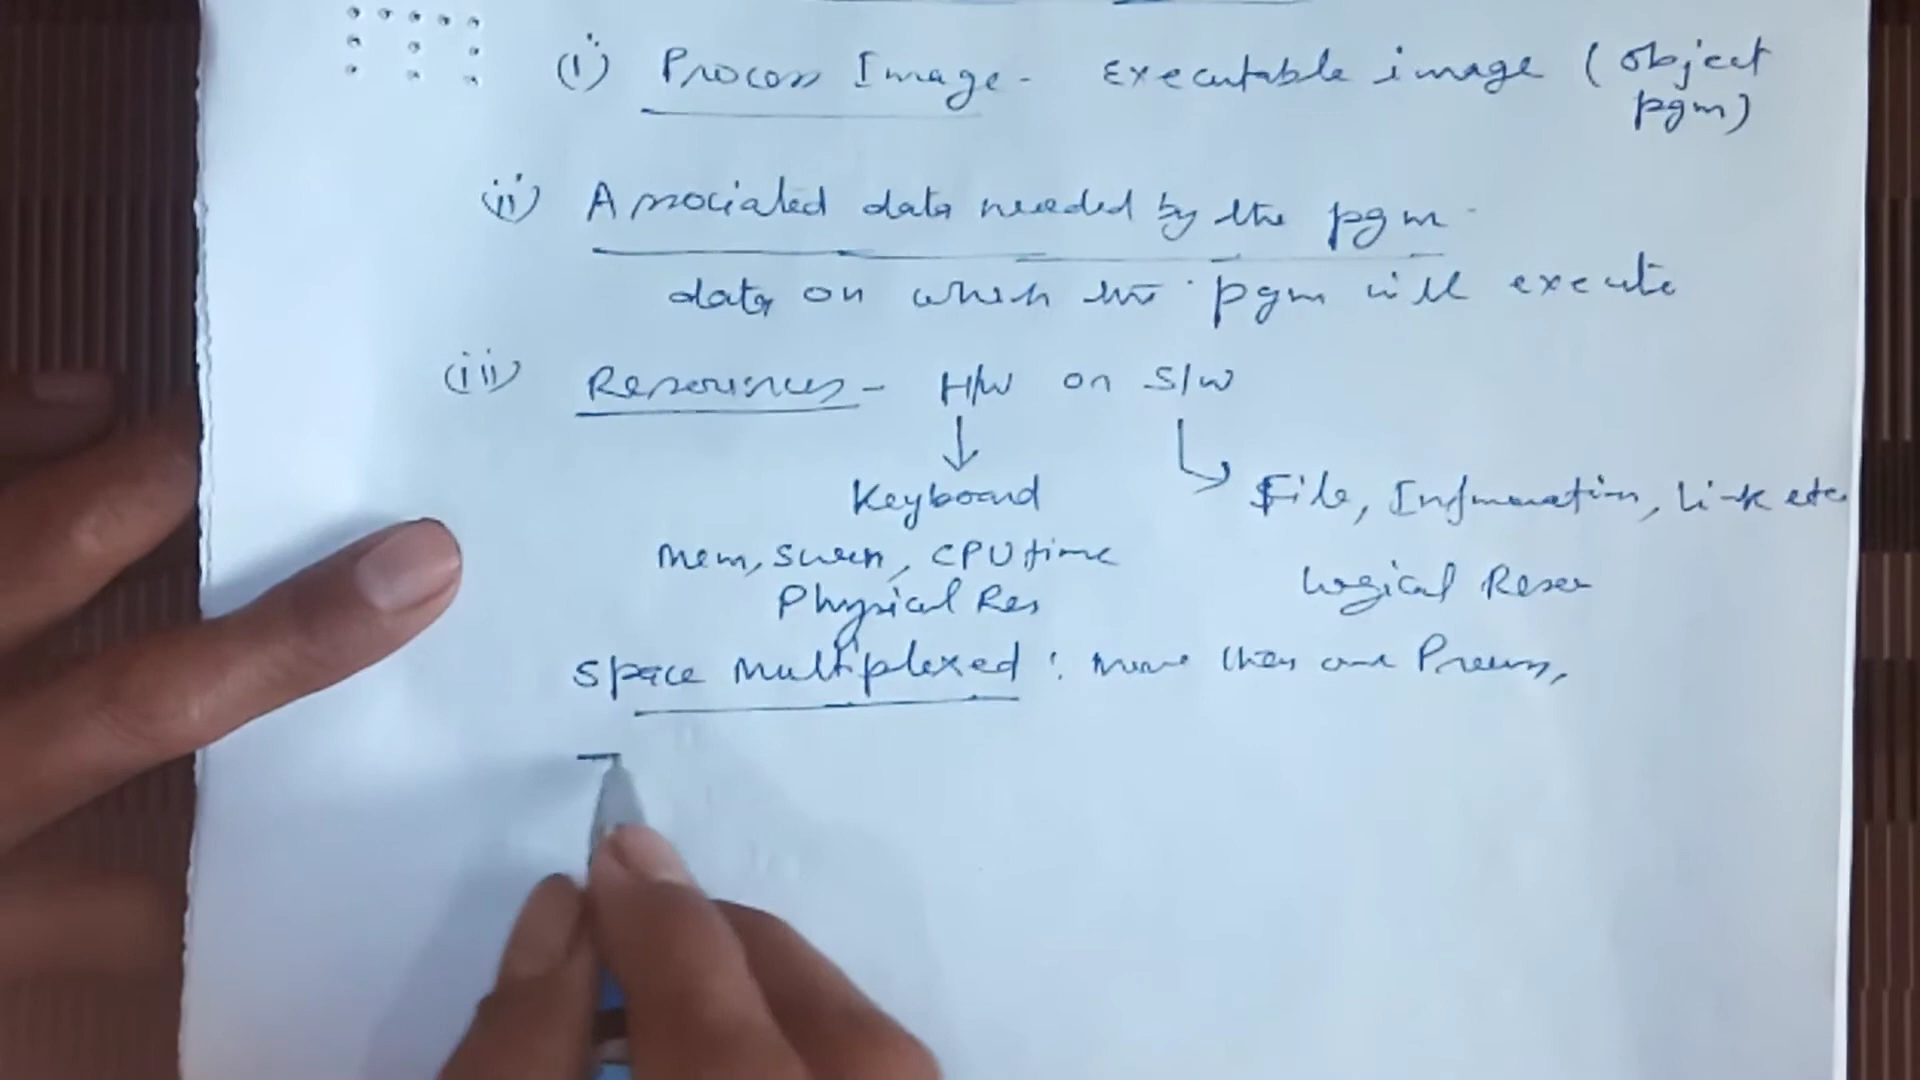 (i) Process Image - executable image (object
pgm)
ii) Associated data needed by the pgm
data on which the pgm will execute
(iii) Resources - H/W or S/W
Keyboard
File, Information, Link etc.
Mem, Screen, CPU time
Physical Res
Logical Reso
Space Multiplexed : more than one Process,